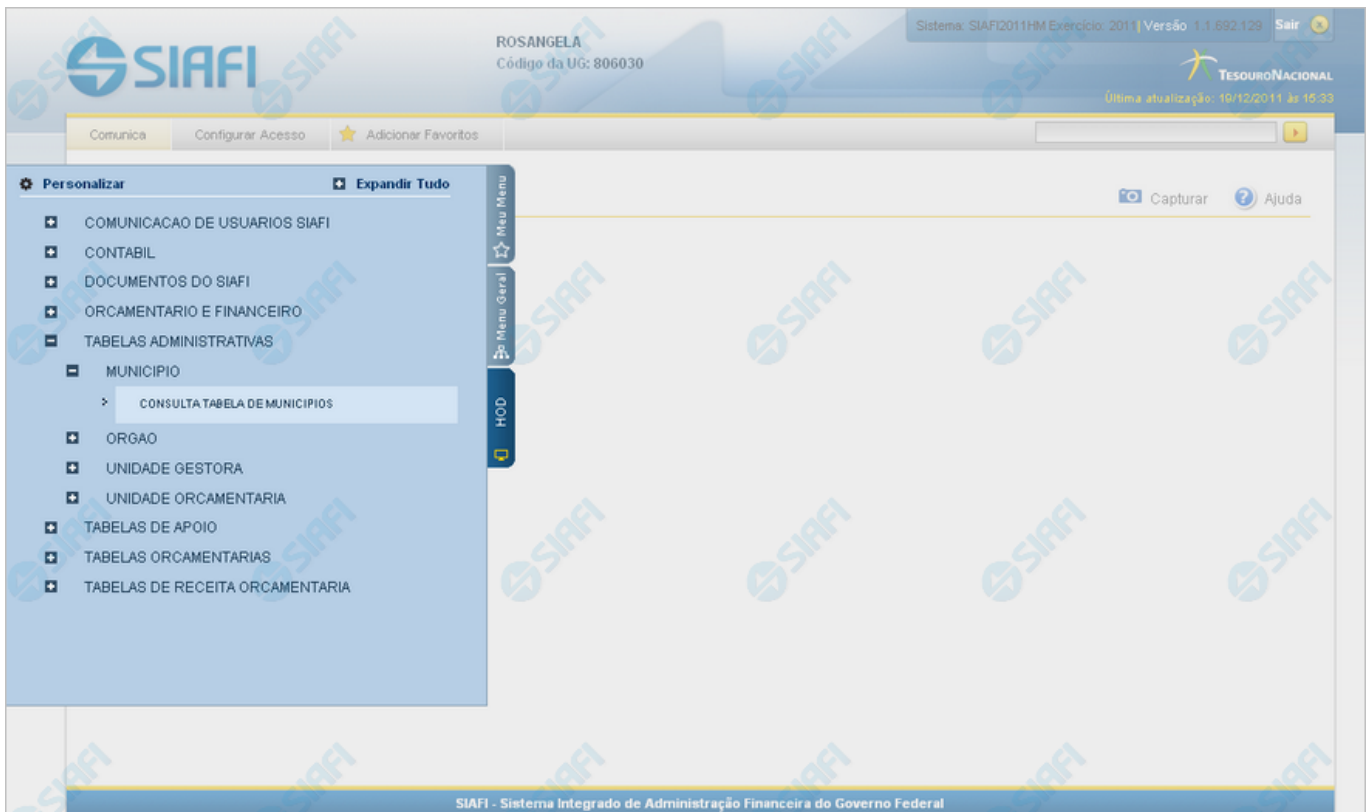 Sistema: SIAFI2011HM Exercício: 2011| Versão 1.1.692.129 Sair
SIAFI
ROSANGELA
Código da UG: 806030
TESOURONACIONAL
Última atualização: 19/12/2011 às 15:33
Comunica Configurar Acesso Adicionar Favoritos
Personalizar Expandir Tudo
Meu Menu
Capturar Ajuda
COMUNICACAO DE USUARIOS SIAFI
CONTABIL
DOCUMENTOS DO SIAFI
Menu Geral
ORCAMENTARIO E FINANCEIRO
TABELAS ADMINISTRATIVAS
MUNICIPIO
CONSULTA TABELA DE MUNICIPIOS
HOD
ORGAO
UNIDADE GESTORA
UNIDADE ORCAMENTARIA
TABELAS DE APOIO
TABELAS ORCAMENTARIAS
TABELAS DE RECEITA ORCAMENTARIA
SIAFI - Sistema Integrado de Administração Financeira do Governo Federal